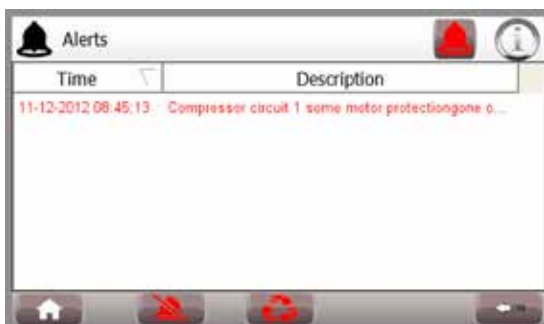 Alerts
Time Description
11-12-2012 08:45:13 Compressor circuit 1 some motor protectiongone o...